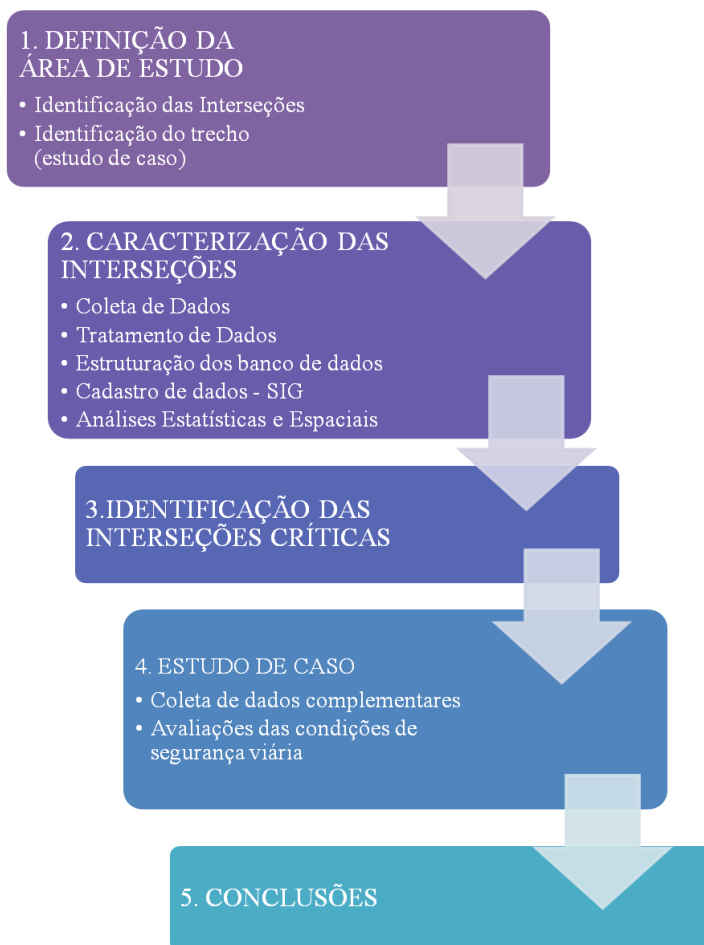 1. DEFINIÇÃO DA
ÁREA DE ESTUDO
• Identificação das Interseções
• Identificação do trecho
(estudo de caso)
2. CARACTERIZAÇÃO DAS
INTERSEÇÕES
• Coleta de Dados
• Tratamento de Dados
• Estruturação dos banco de dados
• Cadastro de dados - SIG
• Análises Estatísticas e Espaciais
3.IDENTIFICAÇÃO DAS
INTERSEÇÕES CRÍTICAS
4. ESTUDO DE CASO
• Coleta de dados complementares
• Avaliações das condições de
segurança viária
5. CONCLUSÕES